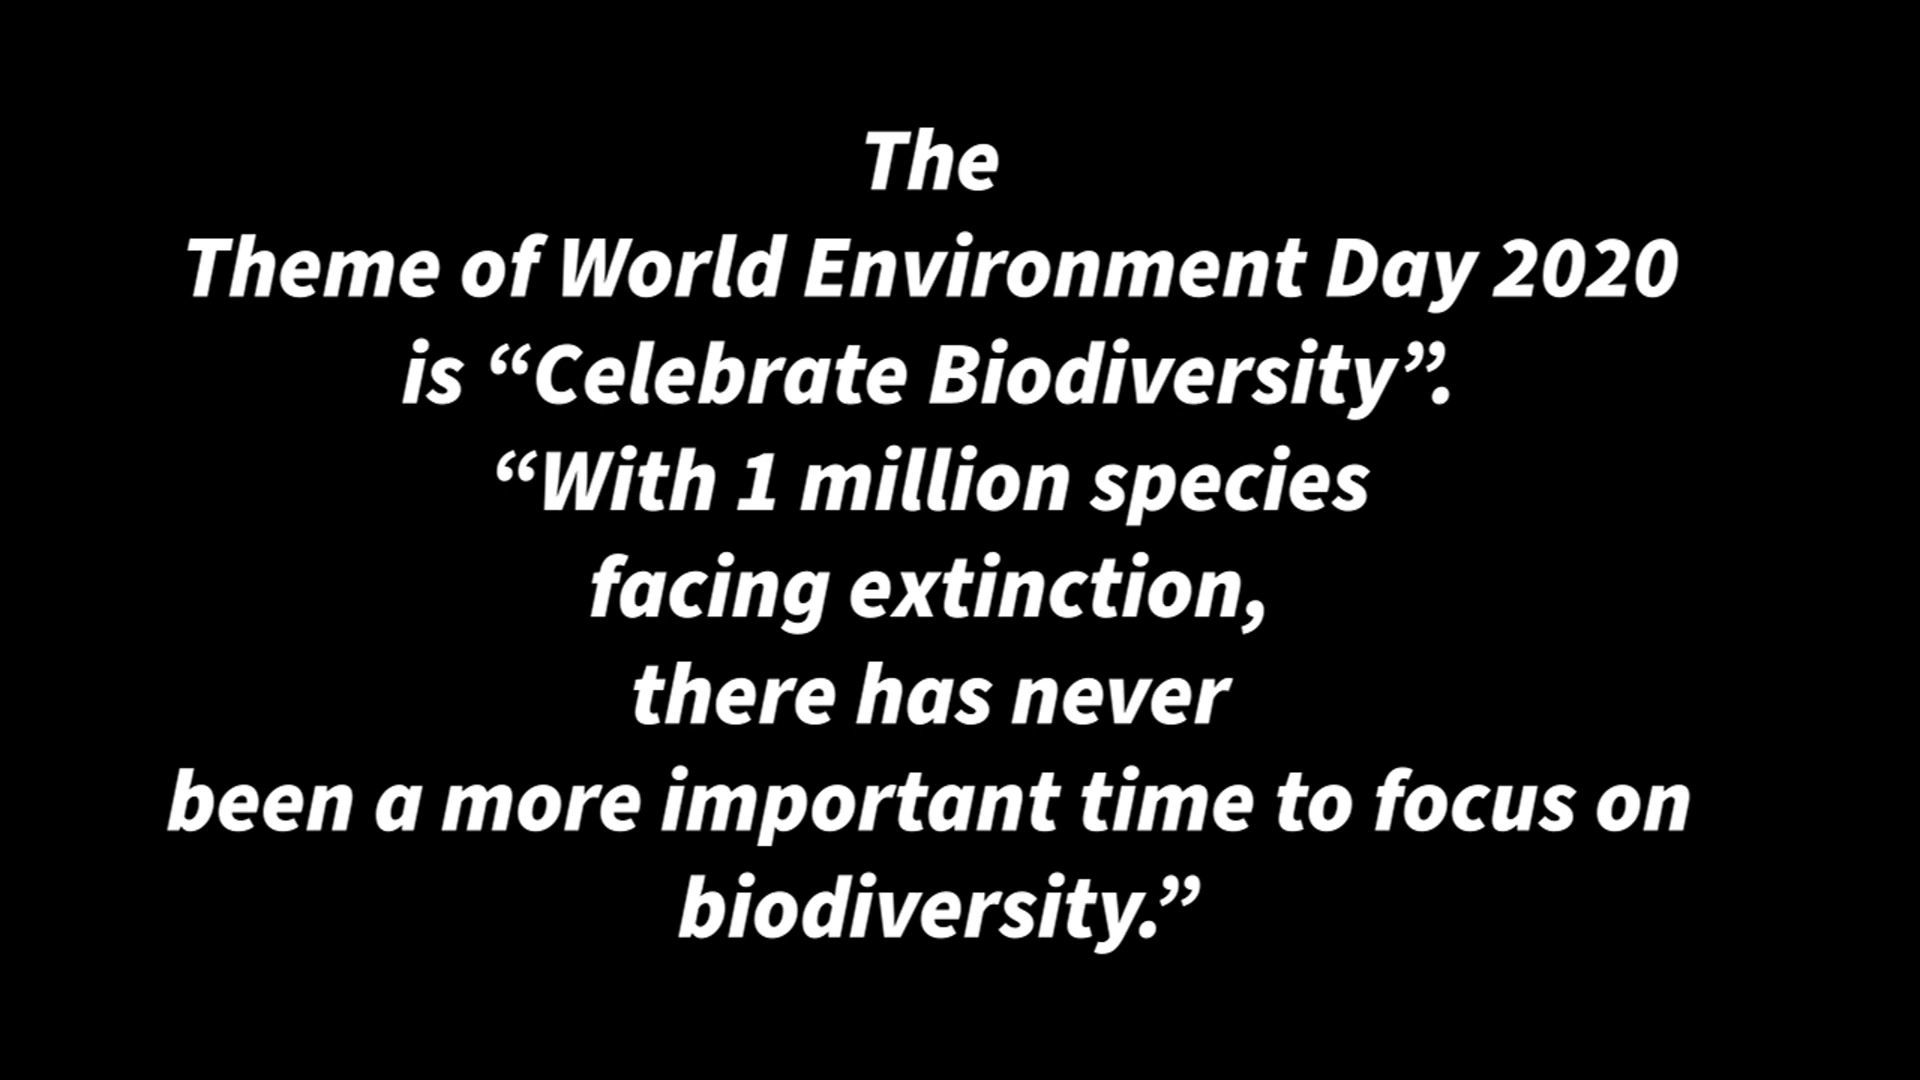 The
Theme of World Environment Day 2020
is “Celebrate Biodiversity”.
“With 1 million species
facing extinction,
there has never
been a more important time to focus on
biodiversity.”